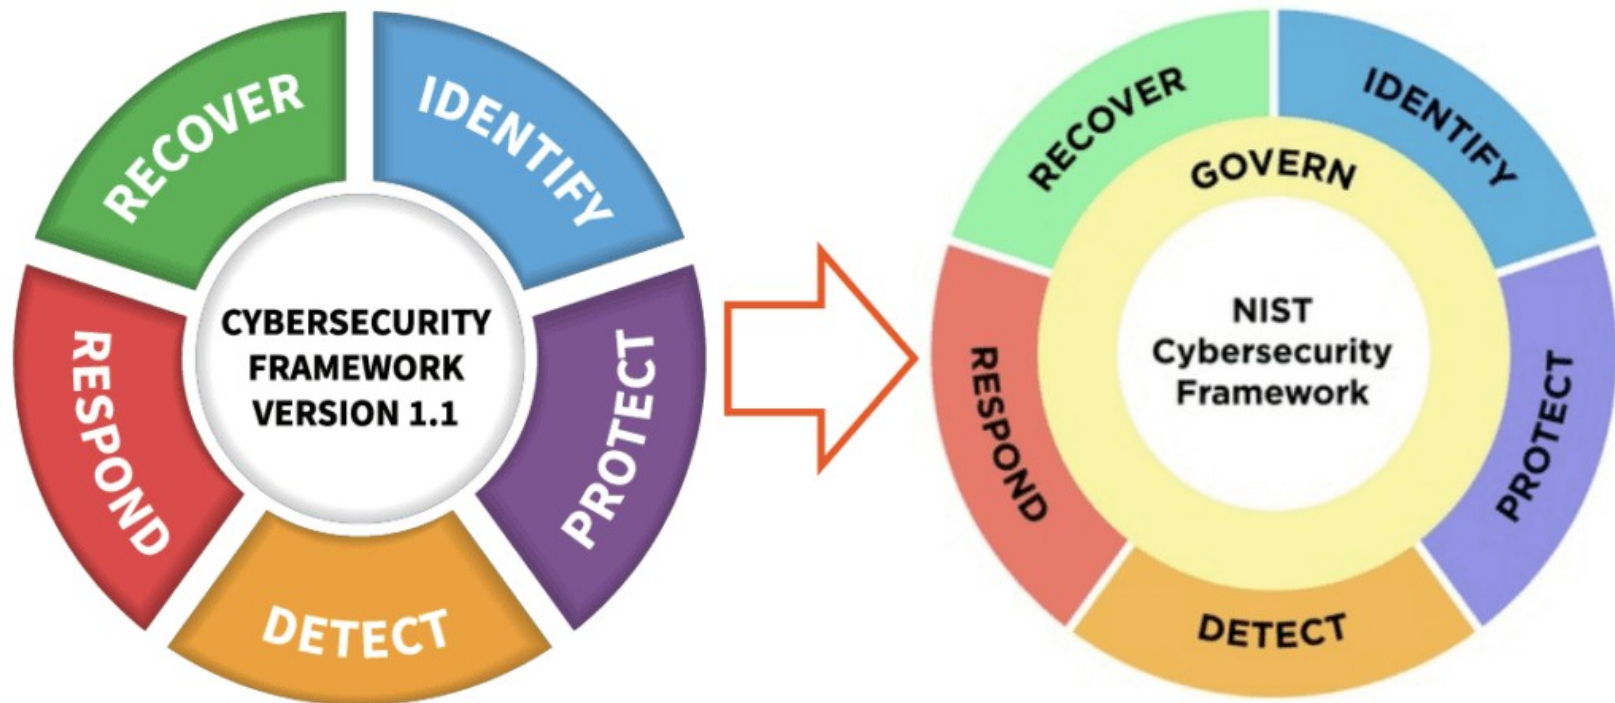 RECOVER
IDENTIFY
PROTECT
DETECT
RESPOND
CYBERSECURITY
FRAMEWORK
VERSION 1.1
RECOVER
IDENTIFY
PROTECT
DETECT
RESPOND
GOVERN
NIST
Cybersecurity
Framework